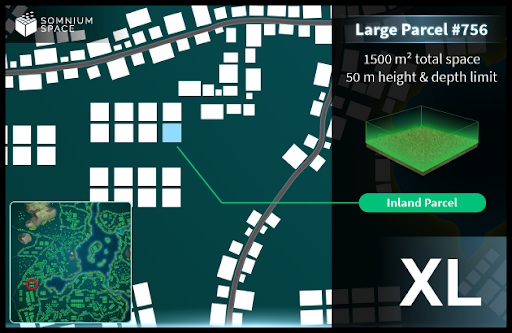 SOMNIUM
SPACE
Large Parcel #756
1500 m² total space
50 m height & depth limit
Inland Parcel
XL